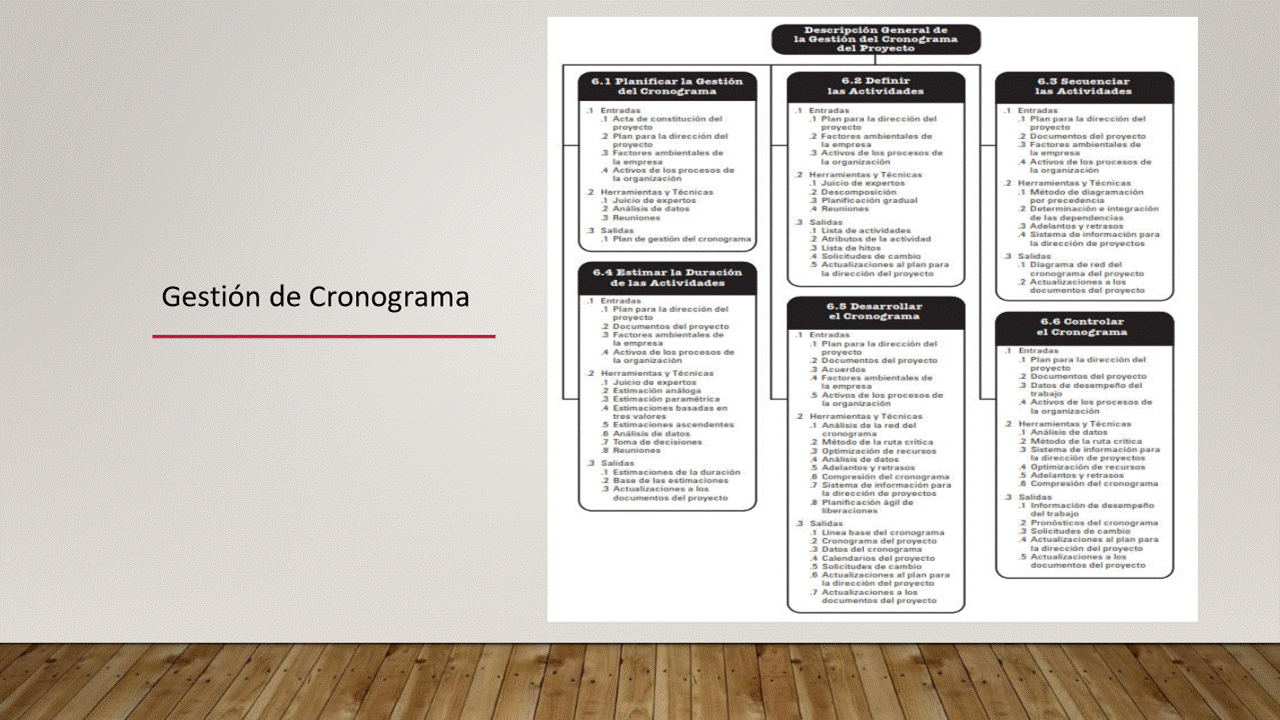 Gestión de Cronograma
Descripción General de
la Gestión del Cronograma
del Proyecto
6.1 Planificar la Gestión
del Cronograma
.1 Entradas
.1 Acta de constitución del
proyecto
.2 Plan para la dirección del
proyecto
.3 Factores ambientales de
la empresa
.4 Activos de los procesos de
la organización
.2 Herramientas y Técnicas
.1 Juicio de expertos
.2 Análisis de datos
.3 Reuniones
.3 Salidas
.1 Plan de gestión del cronograma
6.2 Definir
las Actividades
.1 Entradas
.1 Plan para la dirección del
proyecto
.2 Factores ambientales de
la empresa
.3 Activos de los procesos de
la organización
.2 Herramientas y Técnicas
.1 Juicio de expertos
.2 Descomposición
.3 Planificación gradual
.4 Reuniones
.3 Salidas
.1 Lista de actividades
.2 Atributos de la actividad
.3 Lista de hitos
.4 Solicitudes de cambio
.5 Actualizaciones al plan para
la dirección del proyecto
6.3 Secuenciar
las Actividades
.1 Entradas
.1 Plan para la dirección del
proyecto
.2 Documentos del proyecto
.3 Factores ambientales de
la empresa
.4 Activos de los procesos de
la organización
.2 Herramientas y Técnicas
.1 Método de diagramación
por precedencia
.2 Determinación e integración
de las dependencias
.3 Adelantos y retrasos
.4 Sistema de información para
la dirección de proyectos
.3 Salidas
.1 Diagrama de red del
cronograma del proyecto
.2 Actualizaciones a los
documentos del proyecto
6.4 Estimar la Duración
de las Actividades
.1 Entradas
.1 Plan para la dirección del
proyecto
.2 Documentos del proyecto
.3 Factores ambientales de
la empresa
.4 Activos de los procesos de
la organización
.2 Herramientas y Técnicas
.1 Juicio de expertos
.2 Estimación análoga
.3 Estimación paramétrica
.4 Estimaciones basadas en
tres valores
.5 Estimaciones ascendentes
.6 Análisis de datos
.7 Toma de decisiones
.8 Reuniones
.3 Salidas
.1 Estimaciones de la duración
.2 Base de las estimaciones
.3 Actualizaciones a los
documentos del proyecto
6.5 Desarrollar
el Cronograma
.1 Entradas
.1 Plan para la dirección del
proyecto
.2 Documentos del proyecto
.3 Acuerdos
.4 Factores ambientales de
la empresa
.5 Activos de los procesos de
la organización
.2 Herramientas y Técnicas
.1 Análisis de la red del
cronograma
.2 Método de la ruta crítica
.3 Optimización de recursos
.4 Análisis de datos
.5 Adelantos y retrasos
.6 Compresión del cronograma
.7 Sistema de información para
la dirección de proyectos
.8 Planificación ágil de
liberaciones
.3 Salidas
.1 Línea base del cronograma
.2 Cronograma del proyecto
.3 Datos del cronograma
.4 Calendarios del proyecto
.5 Solicitudes de cambio
.6 Actualizaciones al plan para
la dirección del proyecto
.7 Actualizaciones a los
documentos del proyecto
6.6 Controlar
el Cronograma
.1 Entradas
.1 Plan para la dirección del
proyecto
.2 Documentos del proyecto
.3 Datos de desempeño del
trabajo
.4 Activos de los procesos de
la organización
.2 Herramientas y Técnicas
.1 Análisis de datos
.2 Método de la ruta crítica
.3 Sistema de información para
la dirección de proyectos
.4 Optimización de recursos
.5 Adelantos y retrasos
.6 Compresión del cronograma
.3 Salidas
.1 Información de desempeño
del trabajo
.2 Pronósticos del cronograma
.3 Solicitudes de cambio
.4 Actualizaciones al plan para
la dirección del proyecto
.5 Actualizaciones a los
documentos del proyecto